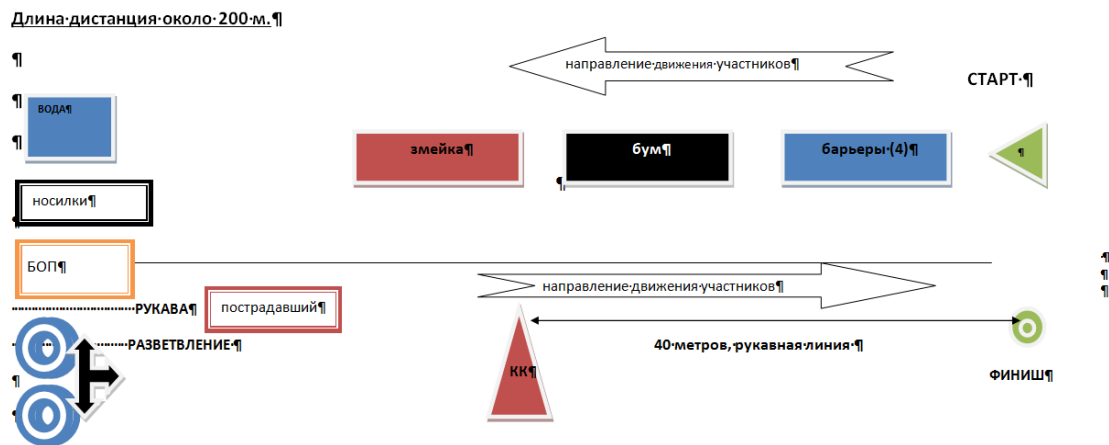 Длина·дистанция·около·200·м.¶
¶
направление·движения·участников¶
СТАРТ·¶
¶
ВОДА¶
¶
змейка¶
бум¶
барьеры·(4)¶
¶
¶
носилки¶
¶
БОП¶
¶
¶
направление·движения·участников¶
¶
РУКАВА¶
пострадавший¶
РАЗВЕТВЛЕНИЕ·¶
40·метров,·рукавная·линия·¶
КК¶
ФИНИШ¶
¶
¶